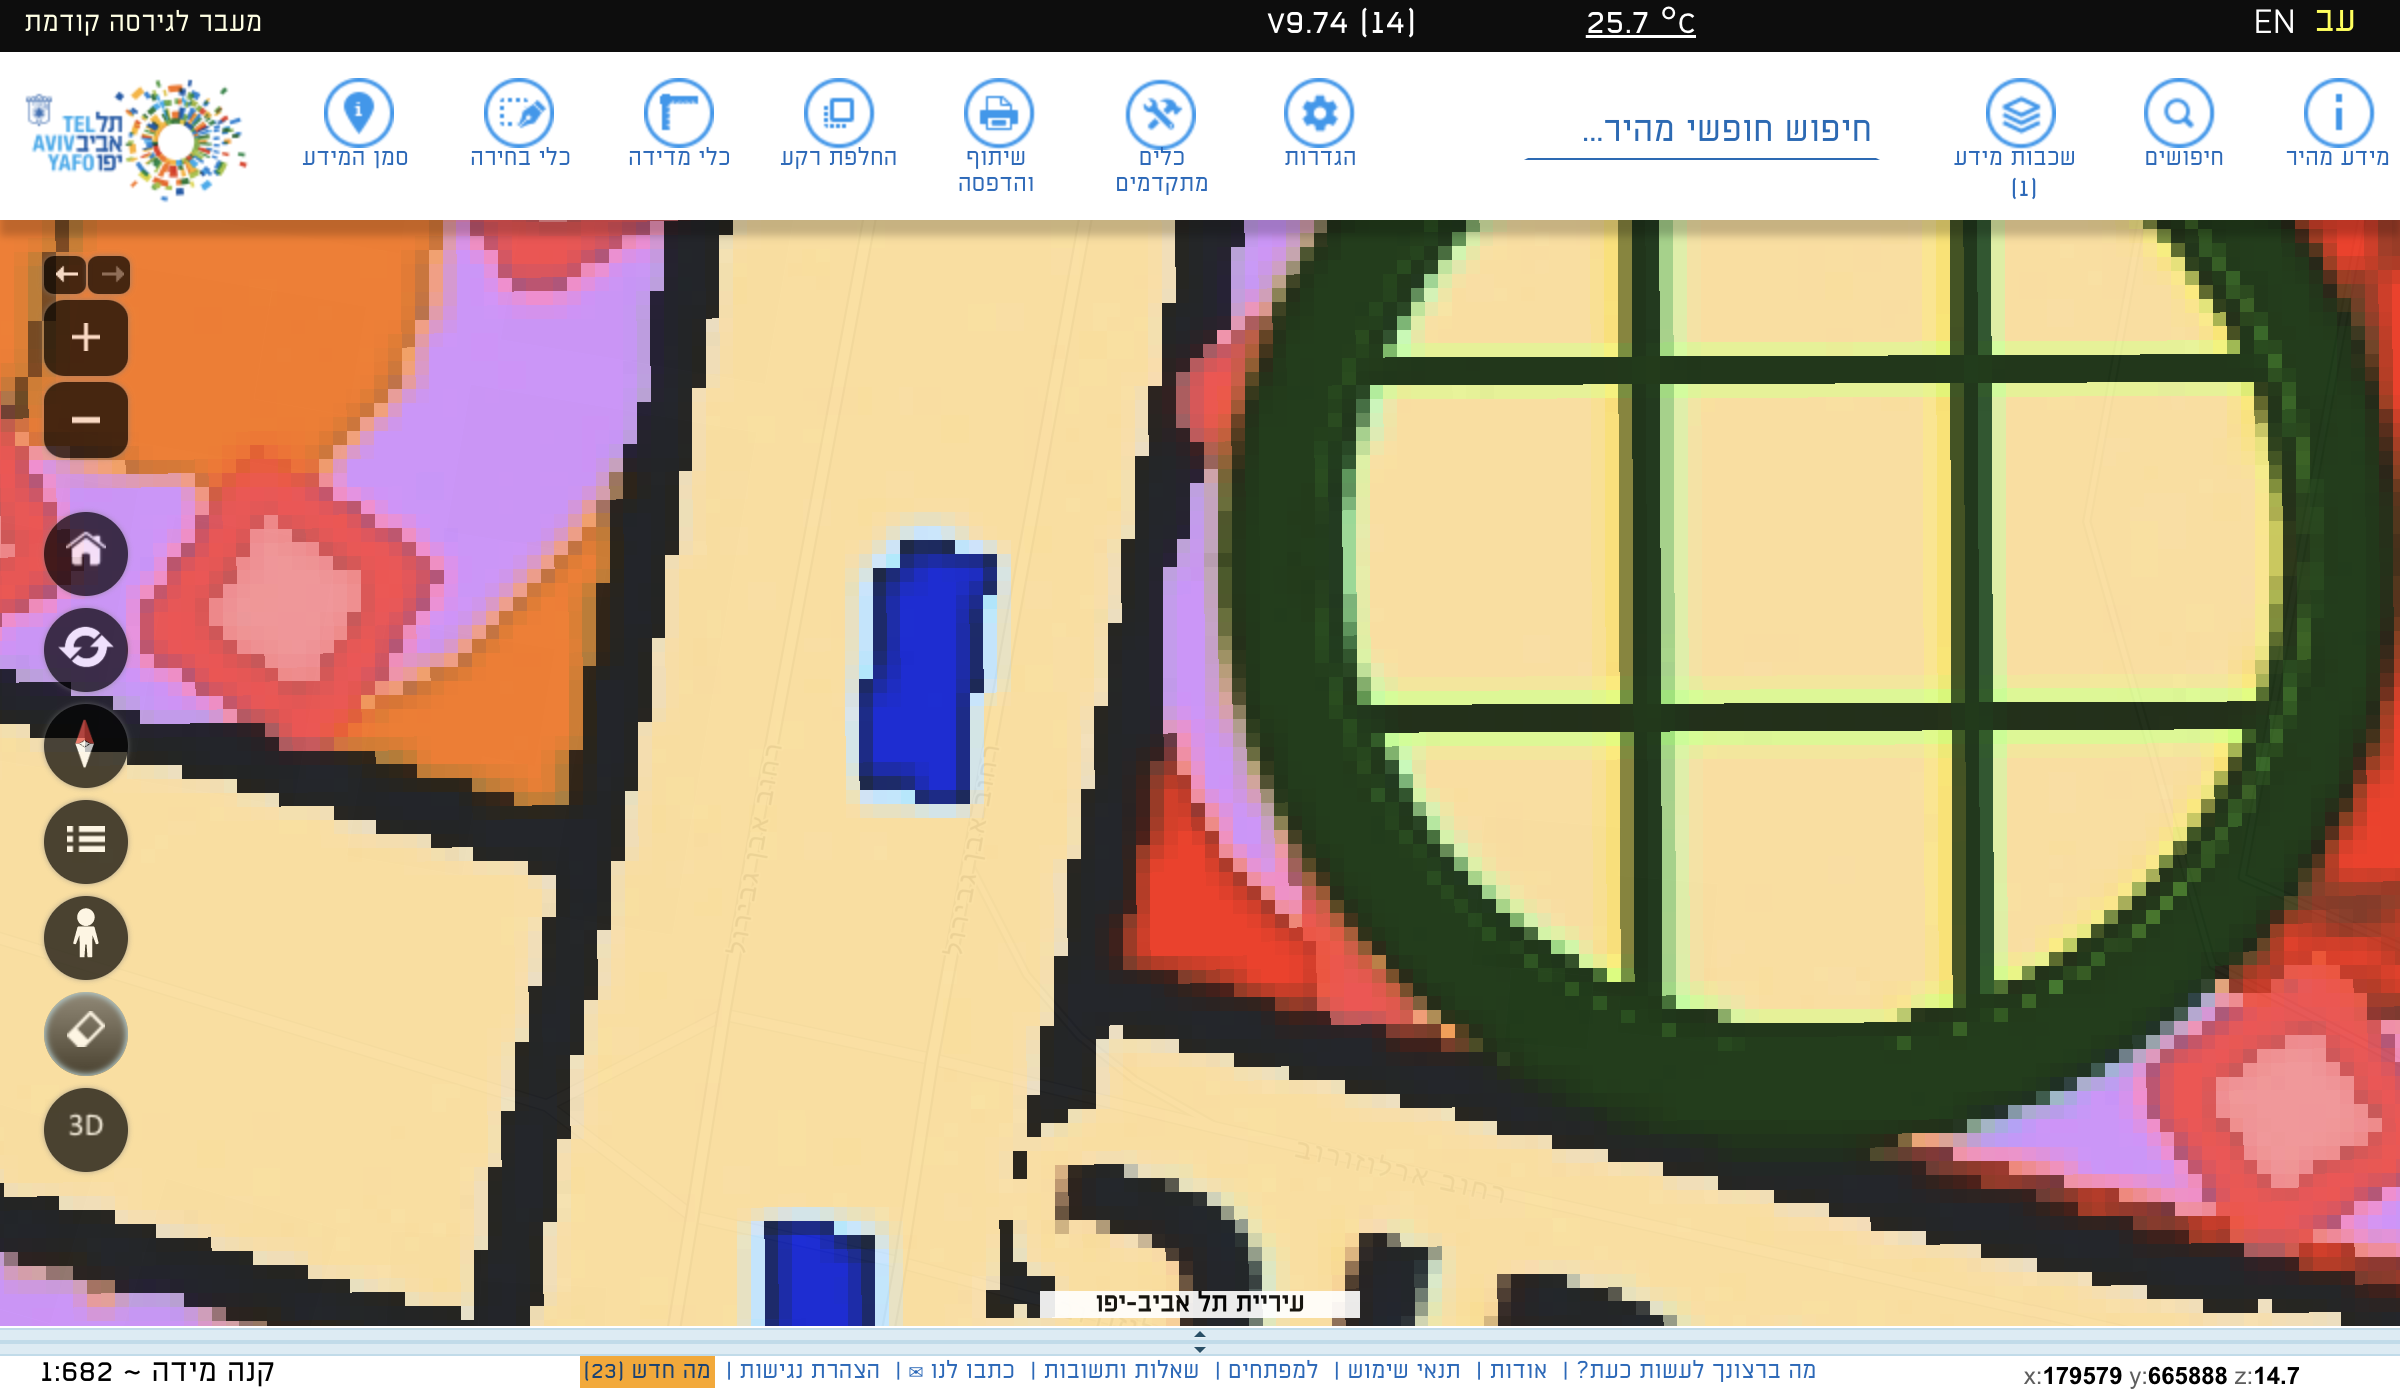 עב EN
25.7 °C
V9.74 (14)
מעבר לגירסה קודמת
מידע מהיר
חיפושים
שכבות מידע
(1)
חיפוש חופשי מהיר...
הגדרות
כלים
מתקדמים
שיתוף
והדפסה
החלפת רקע
כלי מדידה
כלי בחירה
סמן המידע
TEL תל
AVIV אביב
YAFO יפו
רחוב אבן גבירול
רחוב אבן גבירול
3D
רחוב ארלוזורוב
עיריית תל אביב-יפו
x:179579 y:665888 z:14.7
מה ברצונך לעשות כעת? | אודות | תנאי שימוש | למפתחים | שאלות ותשובות | כתבו לנו ✉ | הצהרת נגישות | מה חדש (23)
קנה מידה ~ 1:682